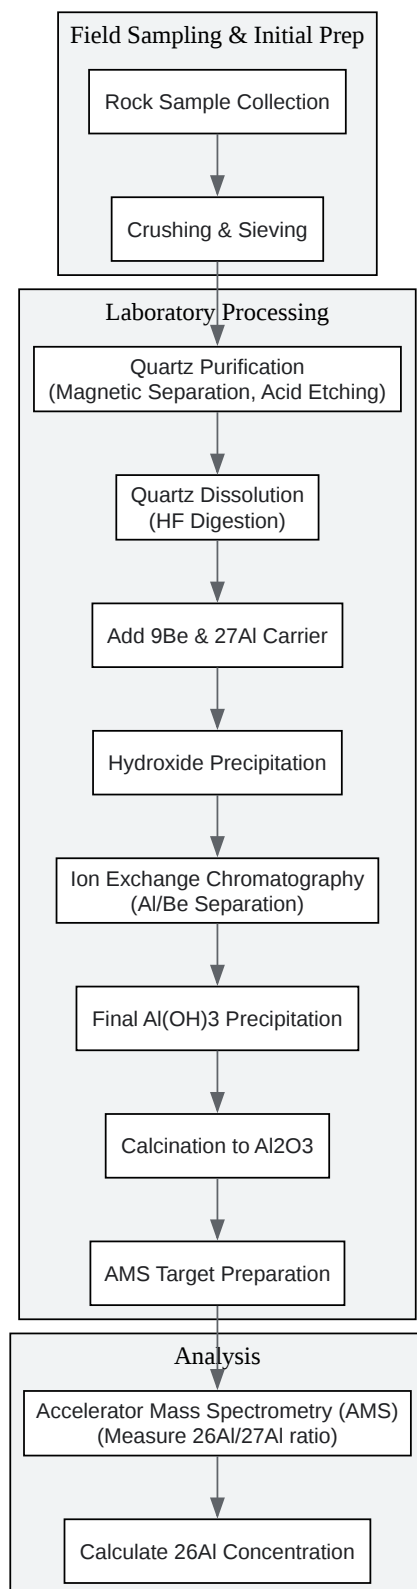 Field Sampling & Initial Prep
Rock Sample Collection
Crushing & Sieving
Laboratory Processing
Quartz Purification
(Magnetic Separation, Acid Etching)
Quartz Dissolution
(HF Digestion)
Add 9Be & 27Al Carrier
Hydroxide Precipitation
Ion Exchange Chromatography
(Al/Be Separation)
Final Al(OH)3 Precipitation
Calcination to Al2O3
AMS Target Preparation
Analysis
Accelerator Mass Spectrometry (AMS)
(Measure 26Al/27Al ratio)
Calculate 26Al Concentration